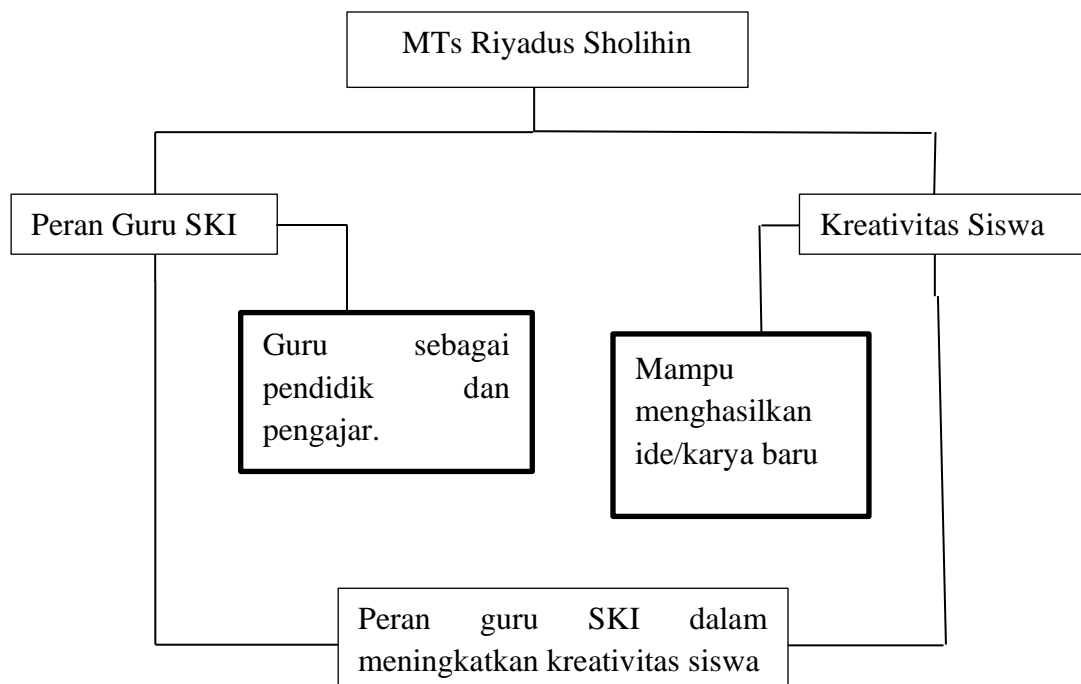 MTs Riyadus Sholihin
Peran Guru SKI
Kreativitas Siswa
Guru sebagai
pendidik dan
pengajar.
Mampu
menghasilkan
ide/karya baru
Peran guru SKI dalam
meningkatkan kreativitas siswa